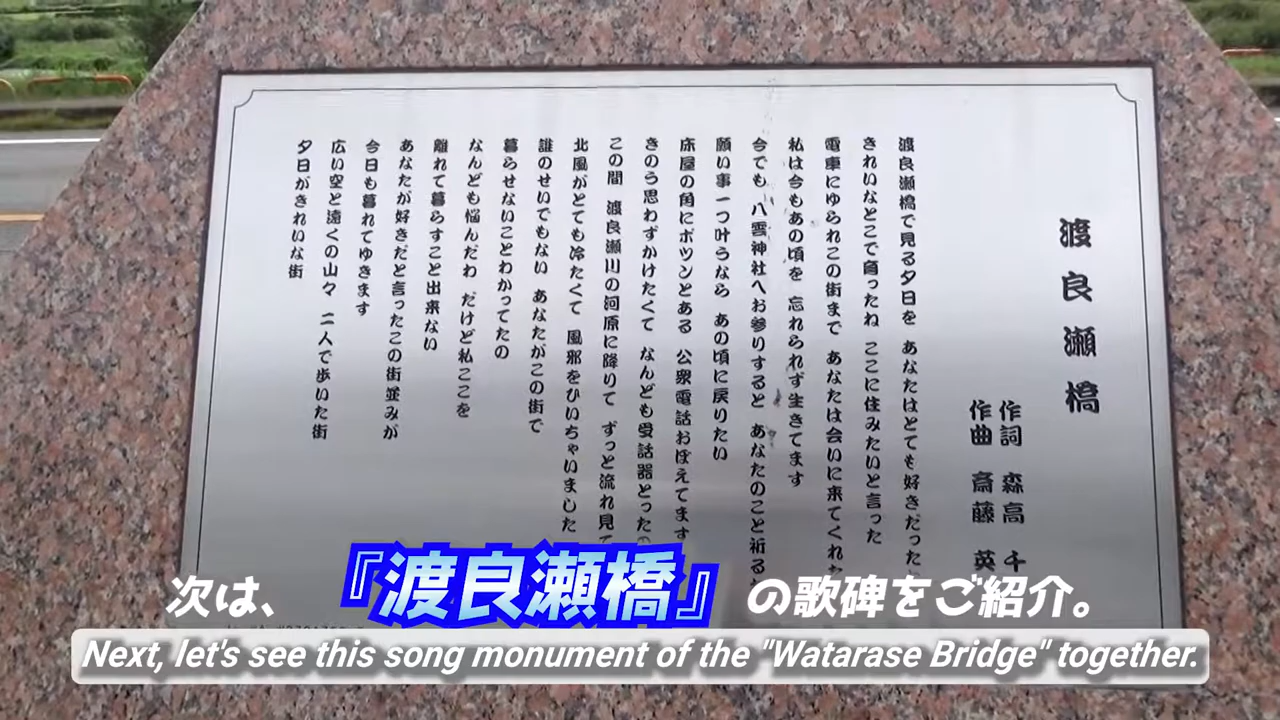 渡良瀬橋
作詞 森高 千
作曲 斎藤 英
渡良瀬橋で見る夕日を あなたはとても好きだった
きれいなとこで育ったね ここに住みたいと言った
電車にゆられこの街まで あなたは会いに来てくれ
私は今もあの頃を 忘れられず生きてます
今でも 八雲神社へお参りすると あなたのこと祈る
願い事一つ叶うなら あの頃に戻りたい
床屋の角にポツンとある 公衆電話おぼえてます
きのう思わずかけたくて なんども受話器とったの
この間 渡良瀬川の河原に降りて ずっと流れ見て
北風がとても冷たくて 風邪をひいちゃいました
誰のせいでもない あなたがこの街で
暮らせないことわかってたの
なんども悩んだわ だけど私ここを
離れて暮らすこと出来ない
あなたが好きだと言ったこの街並みが
今日も暮れてゆきます
広い空と遠くの山々 二人で歩いた街
夕日がきれいな街
次は、『渡良瀬橋』の歌碑をご紹介。
Next, let's see this song monument of the "Watarase Bridge" together.